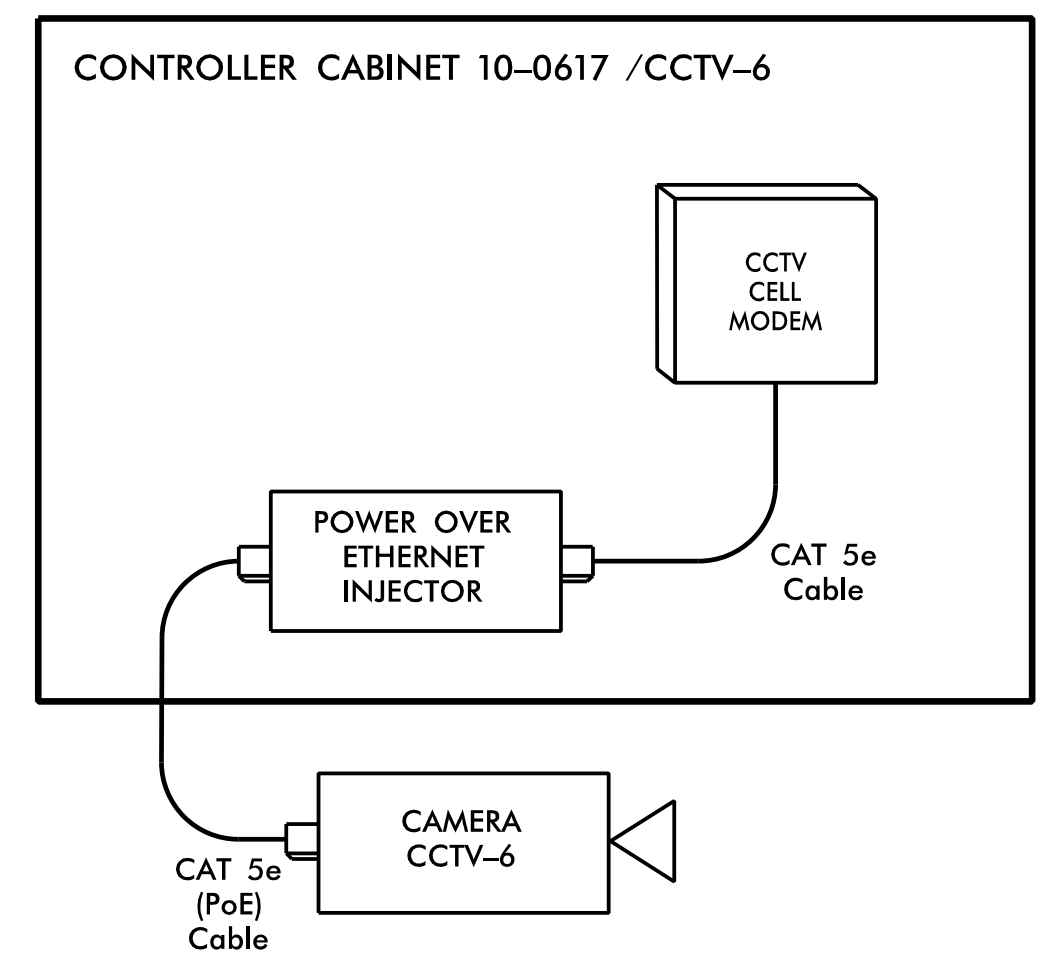 CONTROLLER CABINET 10–0617 /CCTV–6
CCTV
CELL
MODEM
POWER OVER
ETHERNET
INJECTOR
CAT 5e
Cable
CAMERA
CCTV–6
CAT 5e
(PoE)
Cable